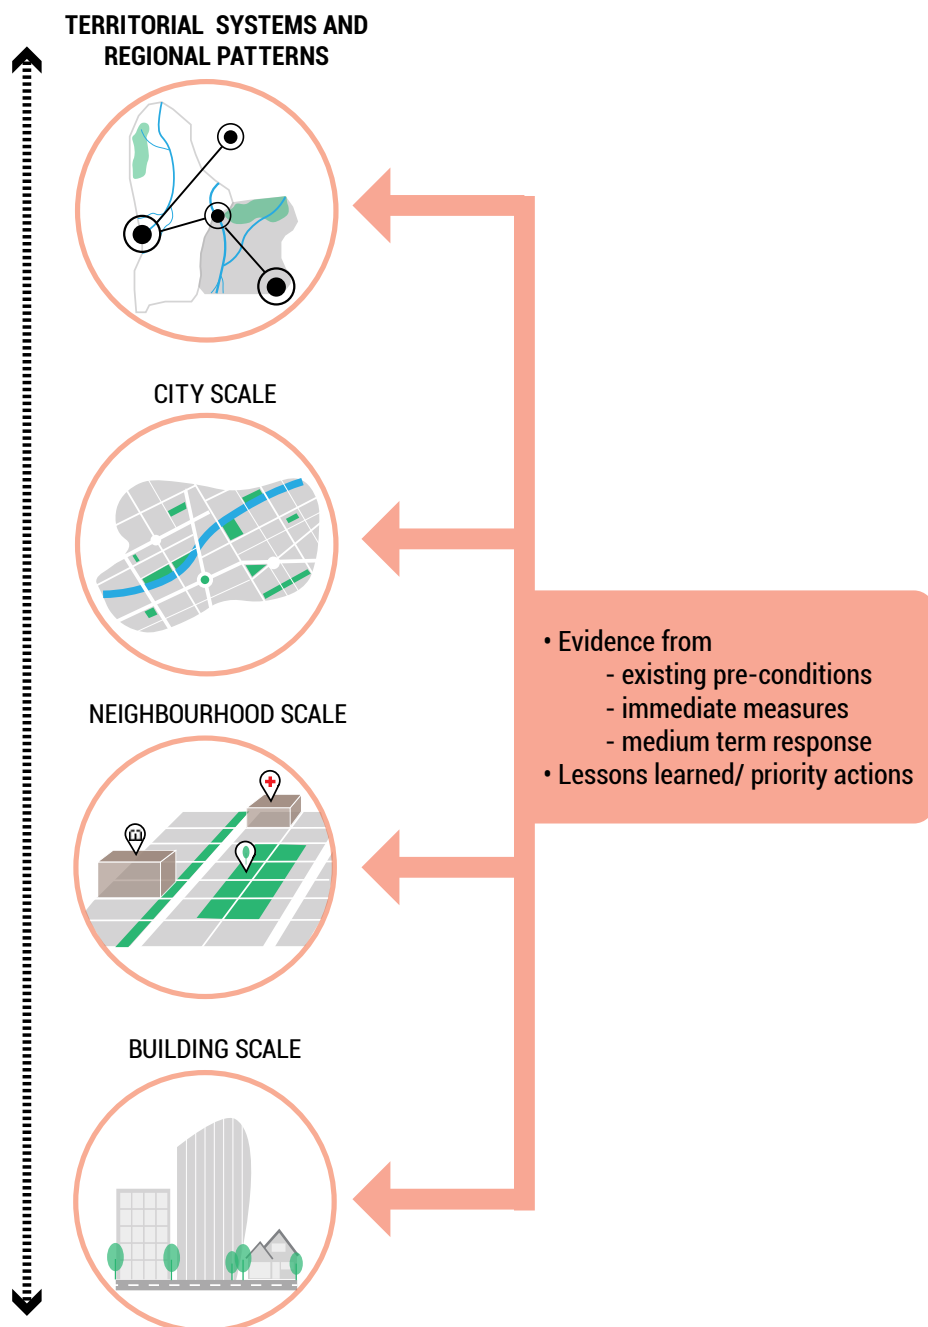 TERRITORIAL SYSTEMS AND
REGIONAL PATTERNS
CITY SCALE
NEIGHBOURHOOD SCALE
BUILDING SCALE
• Evidence from
- existing pre-conditions
- immediate measures
- medium term response
• Lessons learned/ priority actions